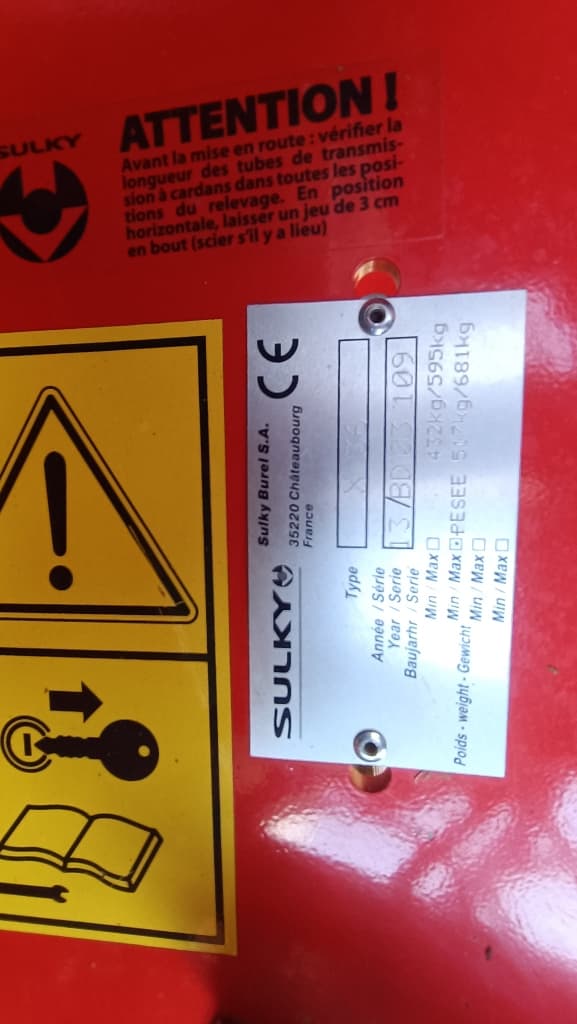 SULKY
ATTENTION !
Avant la mise en route : vérifier la
longueur des tubes de transmis-
sion à cardans dans toutes les posi-
tions du relevage. En position
horizontale, laisser un jeu de 3 cm
en bout (scier s'il y a lieu)
SULKY
Sulky Burel S.A.
35220 Châteaubourg
France
CE
Type X
Année / Série
Year / Serie
Baujarhr / Serie
13/BD 109
Min / Max 432kg/595kg
Poids - weight - Gewicht Min / Max PESEE 517kg/681kg
Min / Max
Min / Max